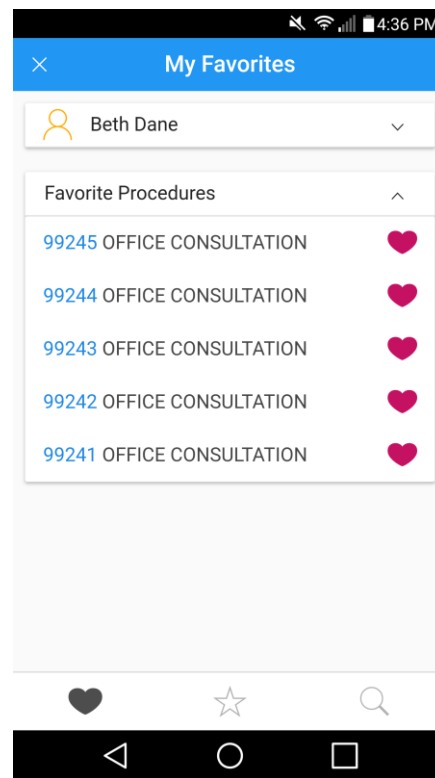 4:36 PM
My Favorites
Beth Dane
Favorite Procedures
99245 OFFICE CONSULTATION
99244 OFFICE CONSULTATION
99243 OFFICE CONSULTATION
99242 OFFICE CONSULTATION
99241 OFFICE CONSULTATION